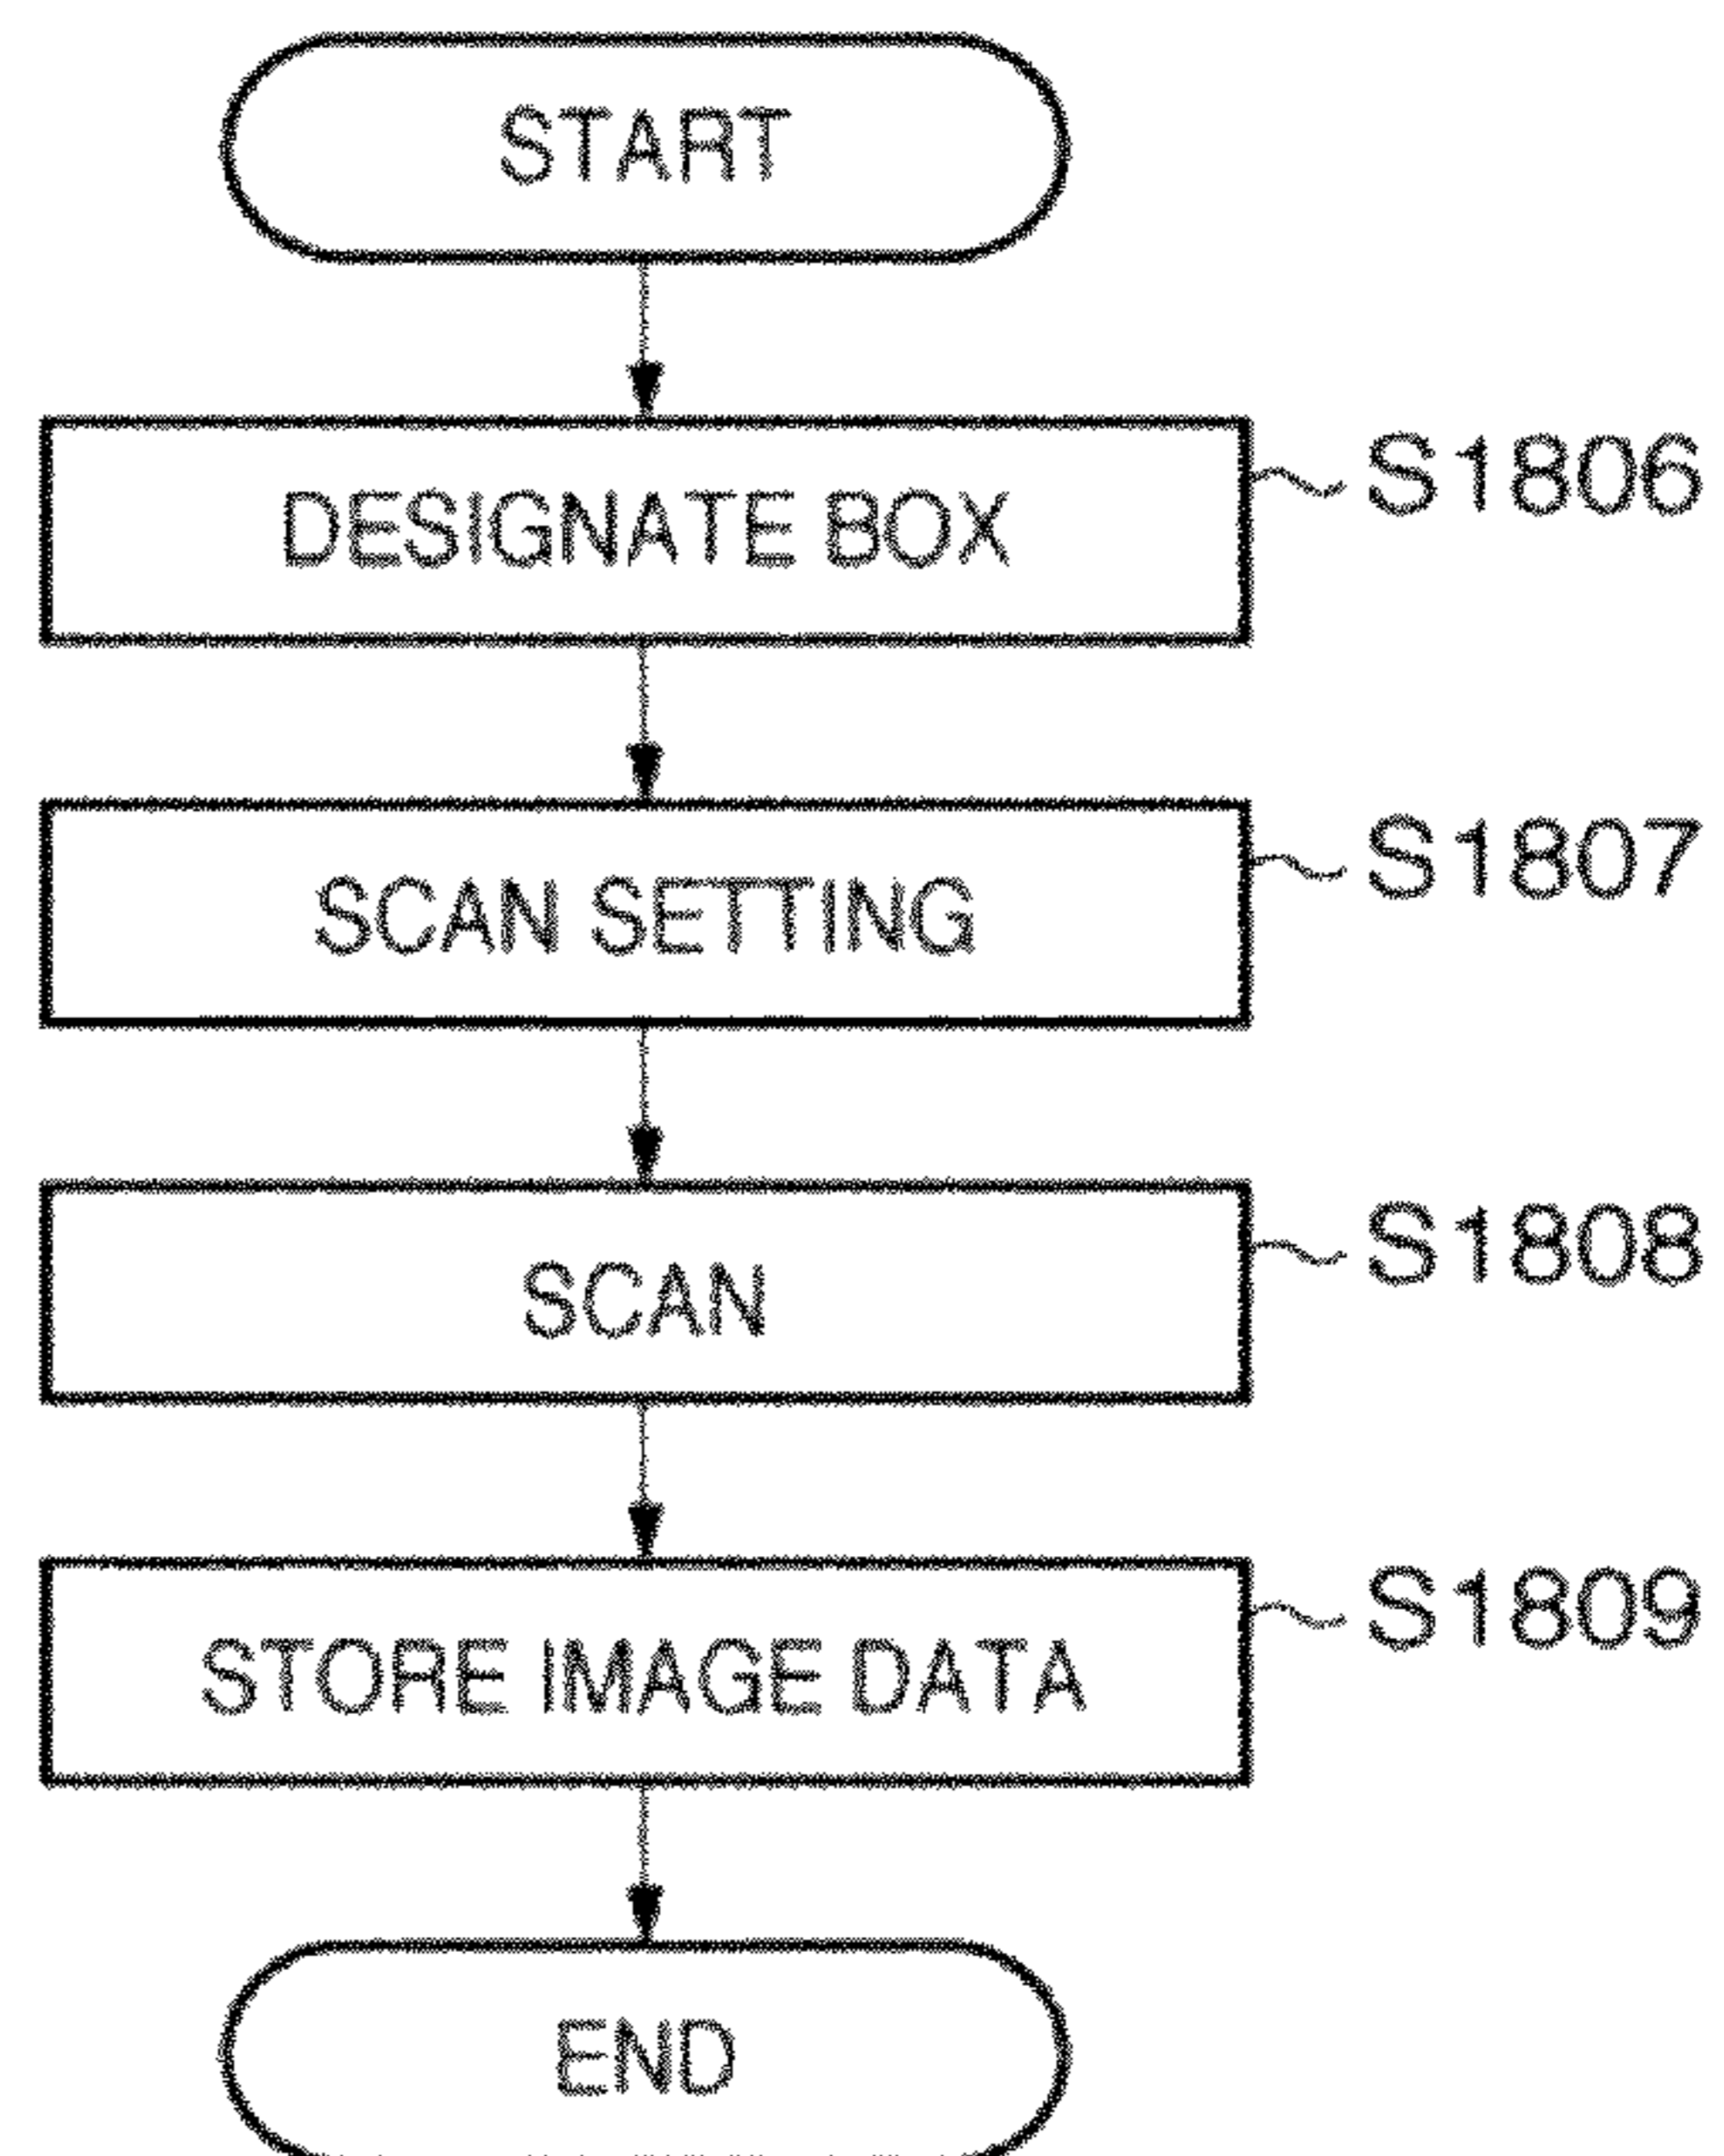 START
DESIGNATE BOX
S1806
SCAN SETTING
S1807
SCAN
S1808
STORE IMAGE DATA
S1809
END